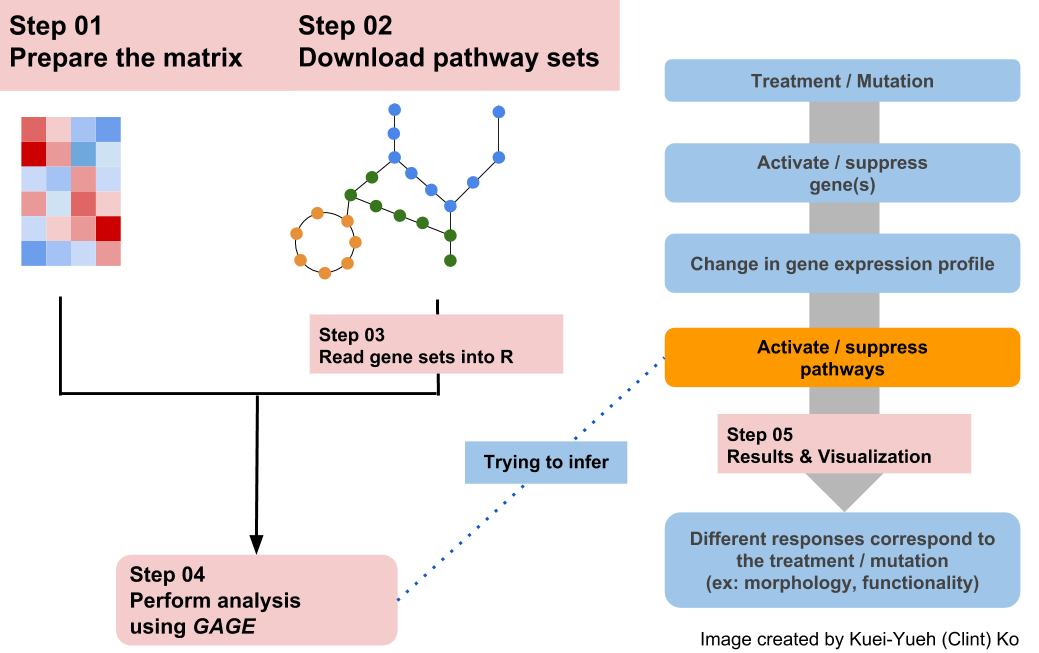 Step 01
Prepare the matrix
Step 02
Download pathway sets
Step 03
Read gene sets into R
Step 04
Perform analysis
using GAGE
Trying to infer
Treatment / Mutation
Activate / suppress
gene(s)
Change in gene expression profile
Activate / suppress
pathways
Step 05
Results & Visualization
Different responses correspond to
the treatment / mutation
(ex: morphology, functionality)
Image created by Kuei-Yueh (Clint) Ko